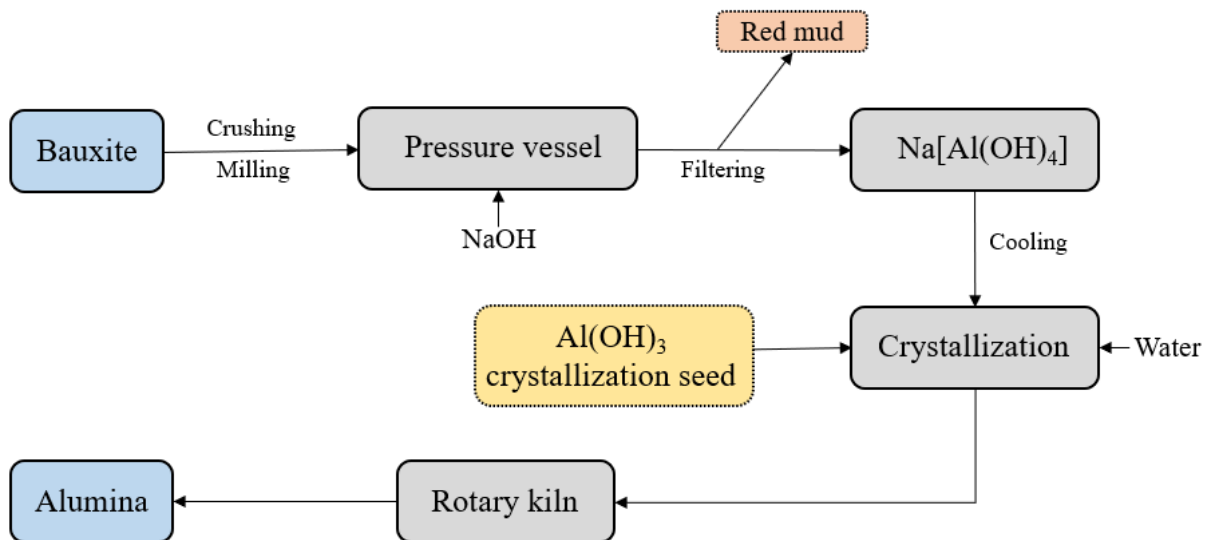 Red mud
Bauxite
Crushing
Milling
Pressure vessel
Filtering
Na[Al(OH)₄]
NaOH
Cooling
Al(OH)₃
crystallization seed
Crystallization
Water
Alumina
Rotary kiln